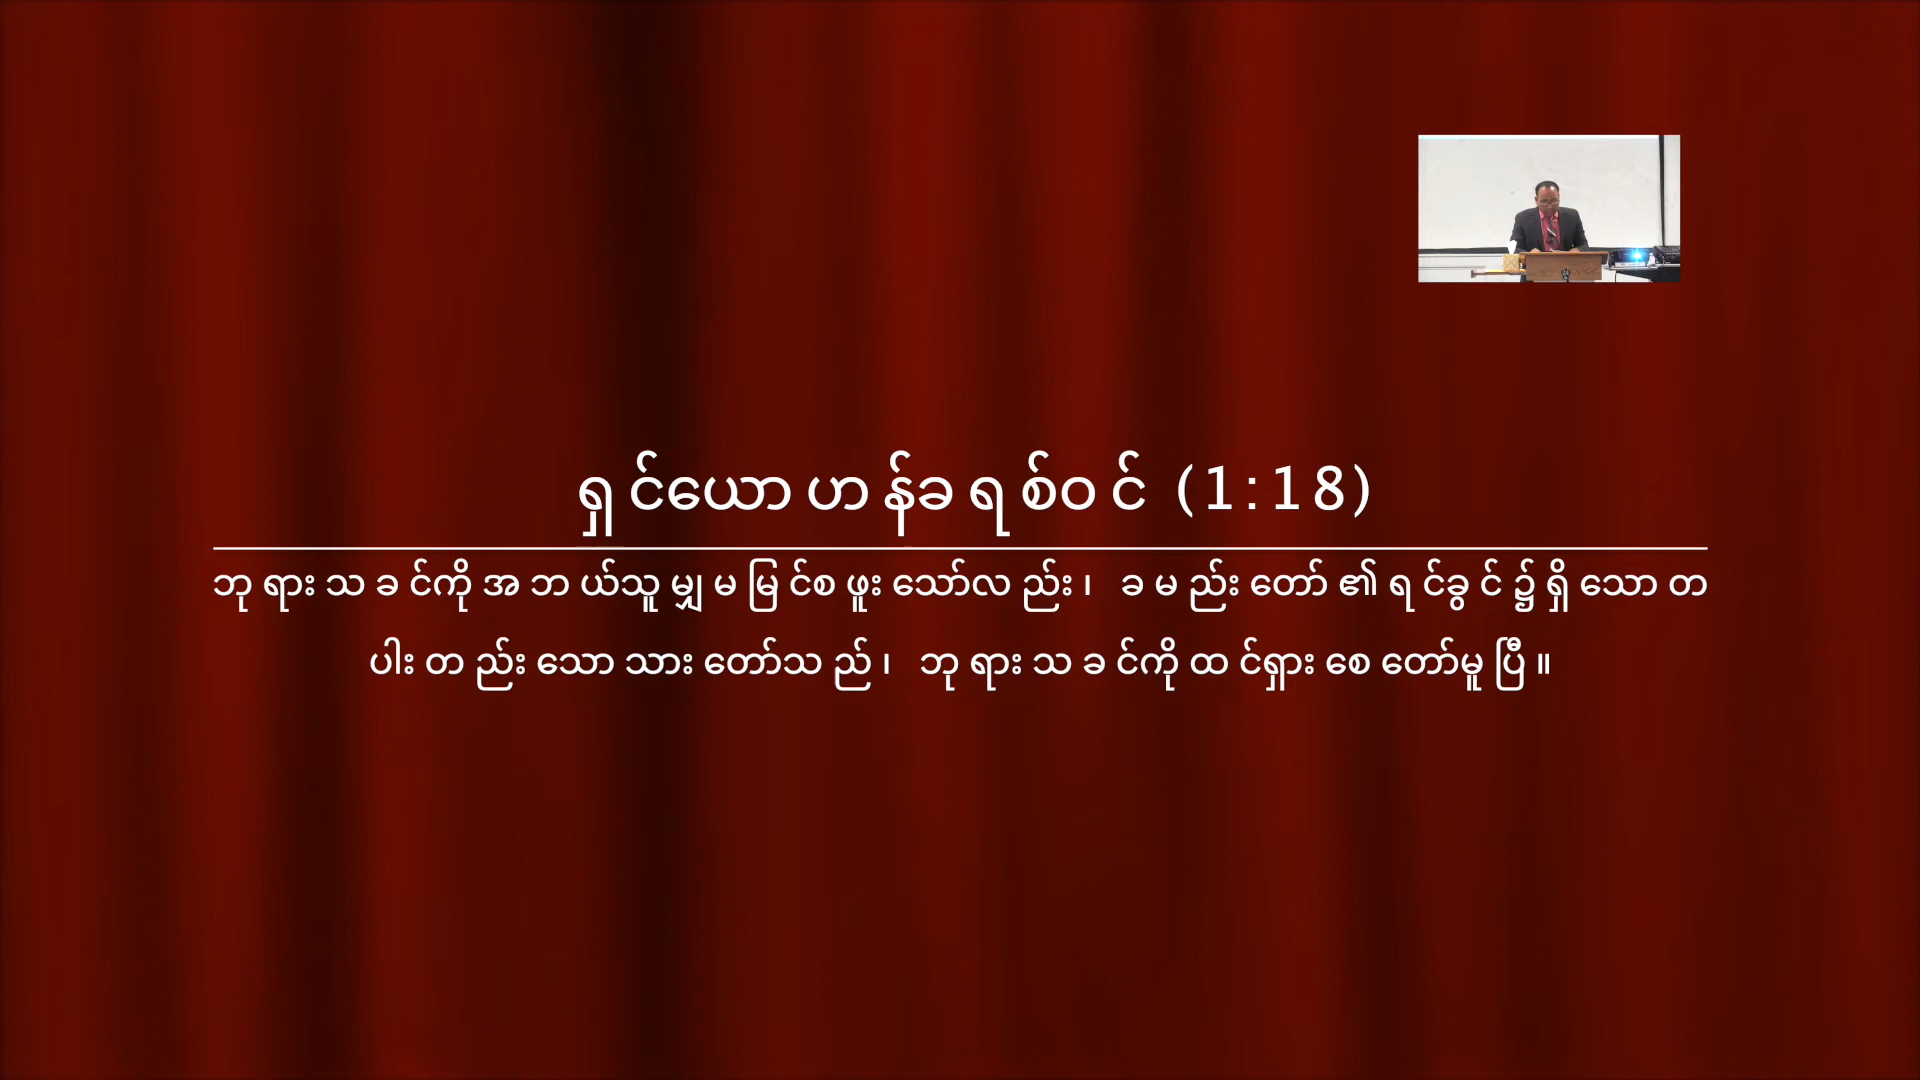 ရှင်ယောဟန်ခရစ်ဝင် (1:18)
ဘုရားသခင်ကိုအဘယ်သူမျှမမြင်စဖူးသော်လည်း၊ ခမည်းတော်၏ရင်ခွင်၌ရှိသောတ
ပါးတည်းသောသားတော်သည်၊ ဘုရားသခင်ကိုထင်ရှားစေတော်မူပြီ။